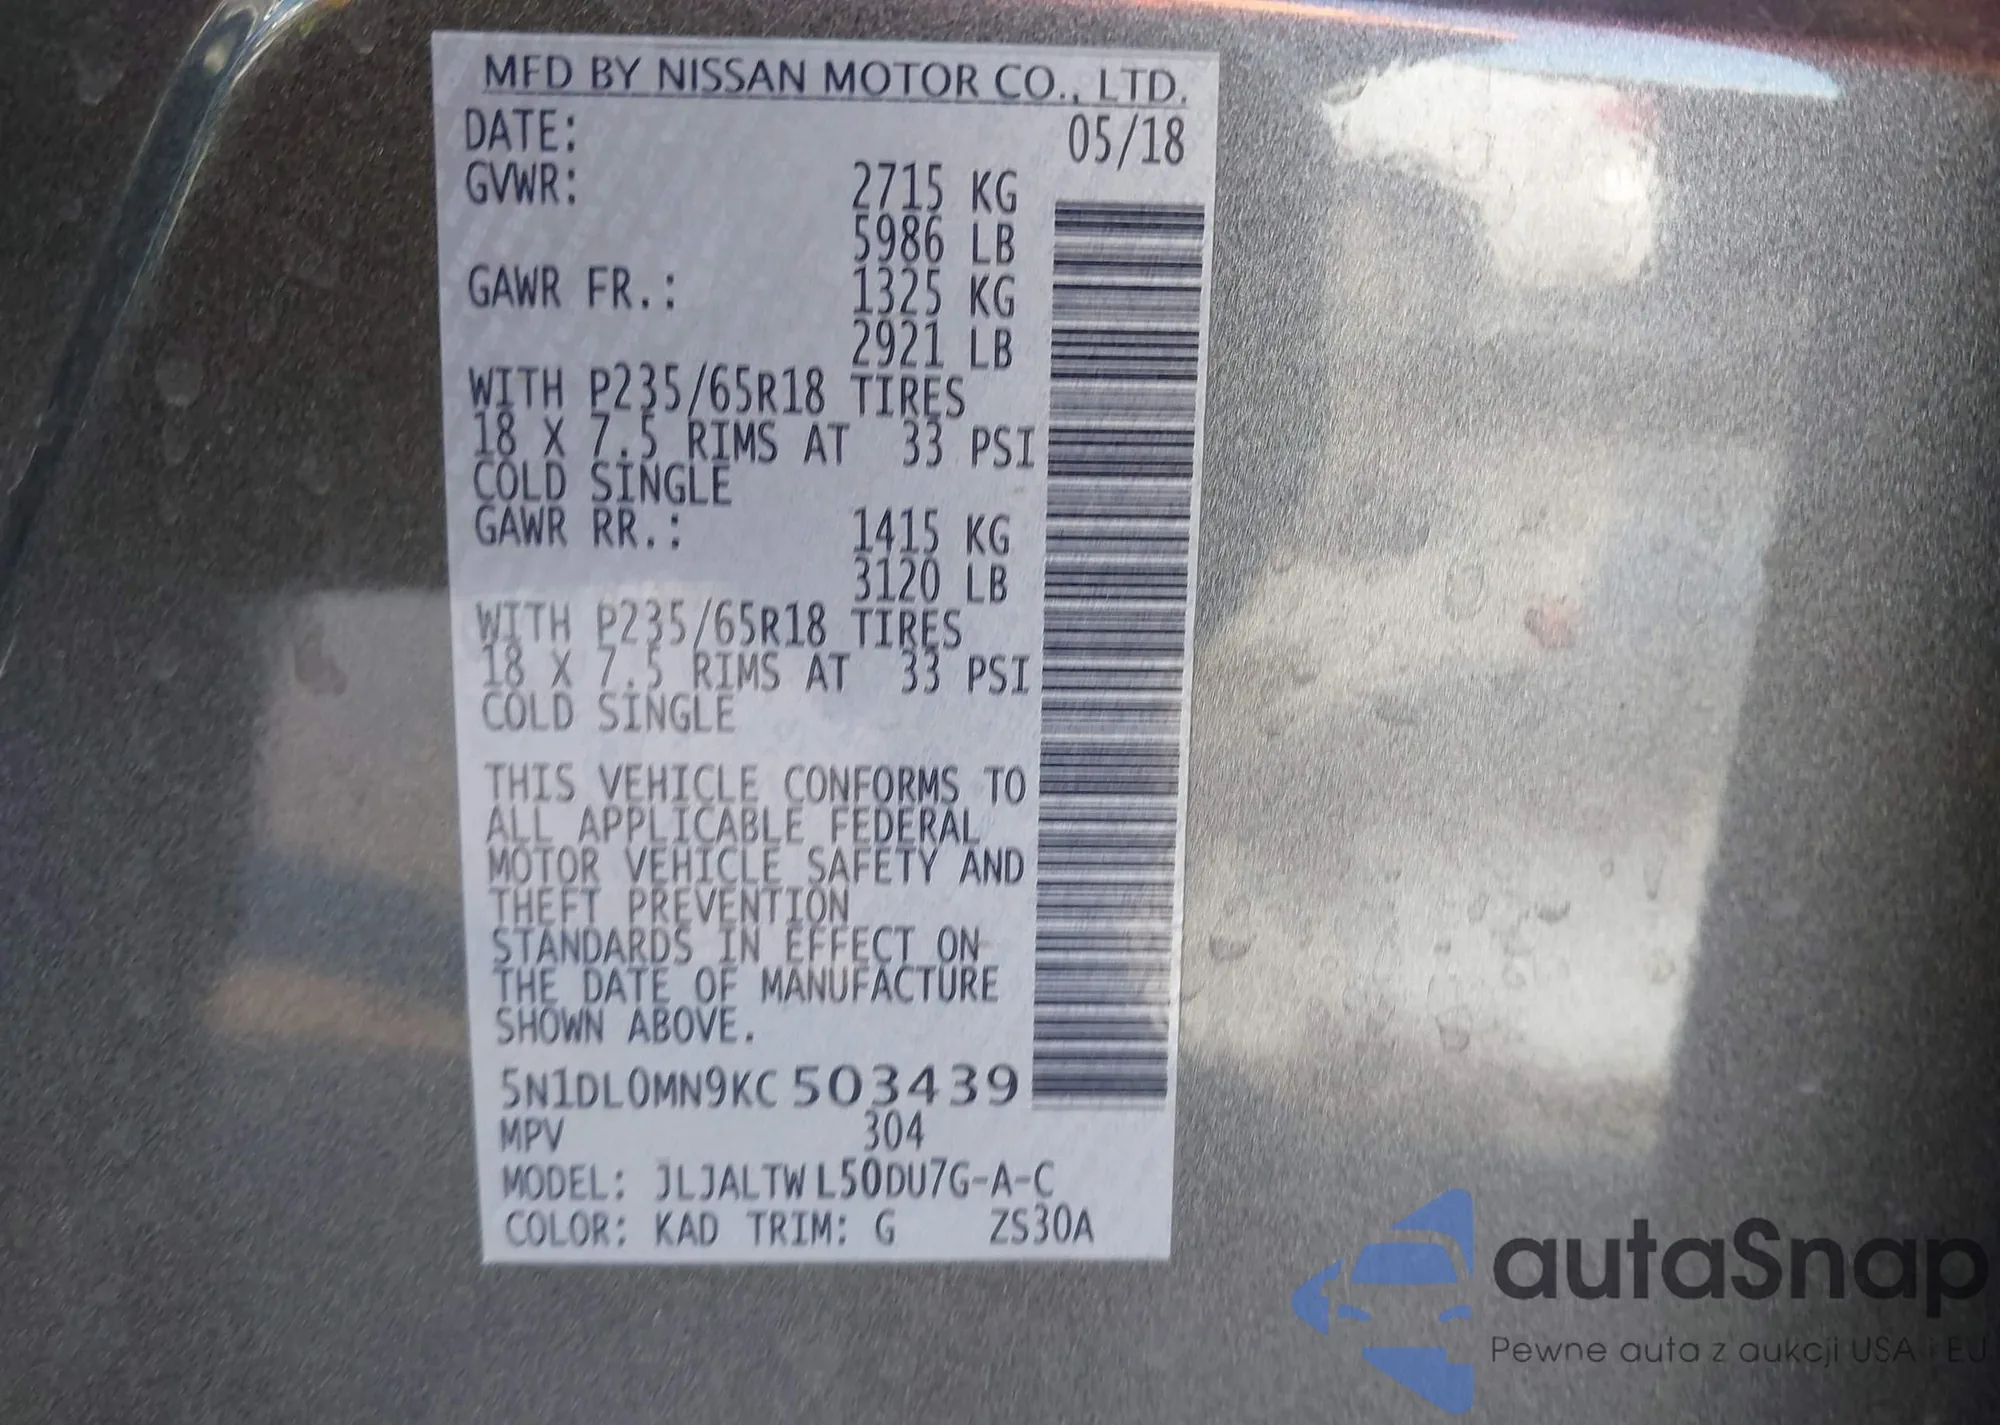 MFD BY NISSAN MOTOR CO., LTD.
DATE: 05/18
GVWR: 2715 KG
5986 LB
GAWR FR.: 1325 KG
2921 LB
WITH P235/65R18 TIRES
18 X 7.5 RIMS AT 33 PSI
COLD SINGLE
GAWR RR.: 1415 KG
3120 LB
WITH P235/65R18 TIRES
18 X 7.5 RIMS AT 33 PSI
COLD SINGLE
THIS VEHICLE CONFORMS TO
ALL APPLICABLE FEDERAL
MOTOR VEHICLE SAFETY AND
THEFT PREVENTION
STANDARDS IN EFFECT ON
THE DATE OF MANUFACTURE
SHOWN ABOVE.
5N1DL0MN9KC503439
MPV 304
MODEL: JLJALTWL50DU7G-A-C
COLOR: KAD TRIM: G ZS30A
autaSnap
Pewne auta z aukcji USA i EU